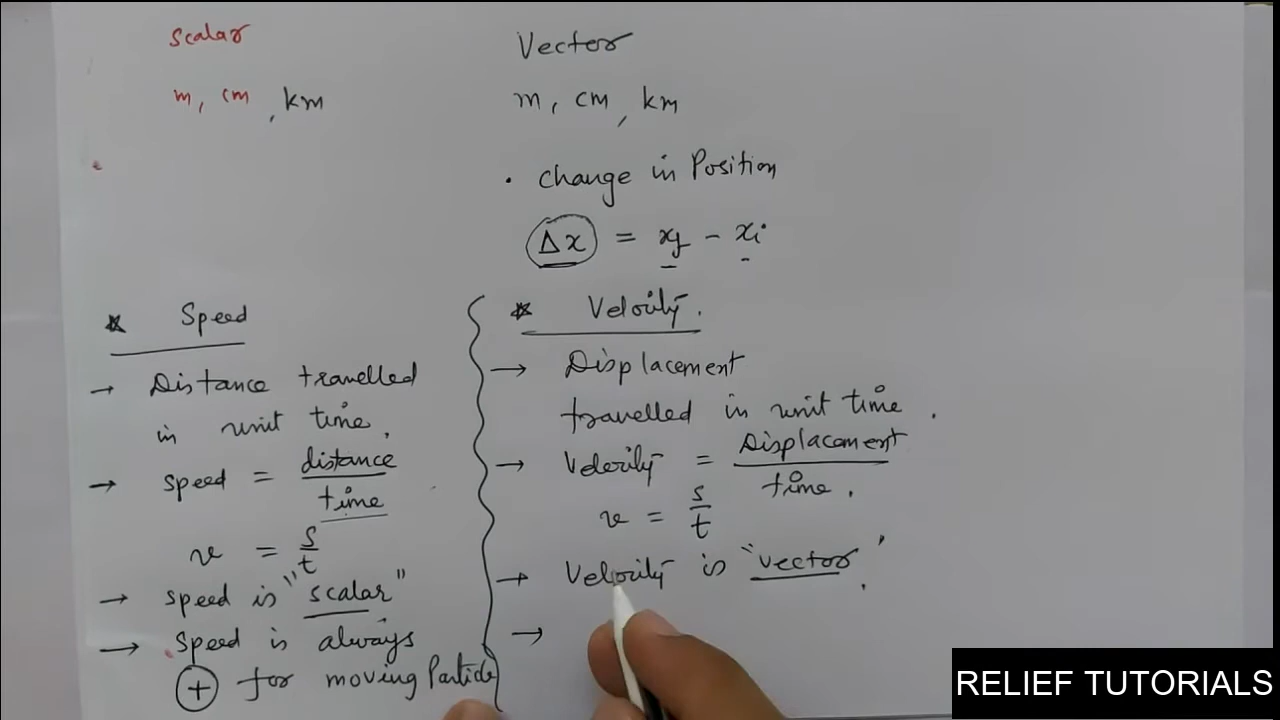 Scalar
m, cm, km
Vector
m, cm, km
• Change in Position
Δx = xf - xi
* Speed
→ Distance travelled
in unit time,
→ speed = distance/time
v = s/t
→ speed is "scalar"
→ Speed is always
+ for moving Particle
* Velocity.
→ Displacement
travelled in unit time.
→ Velocity = Displacement/time.
v = s/t
→ Velocity is "vector".
→
RELIEF TUTORIALS